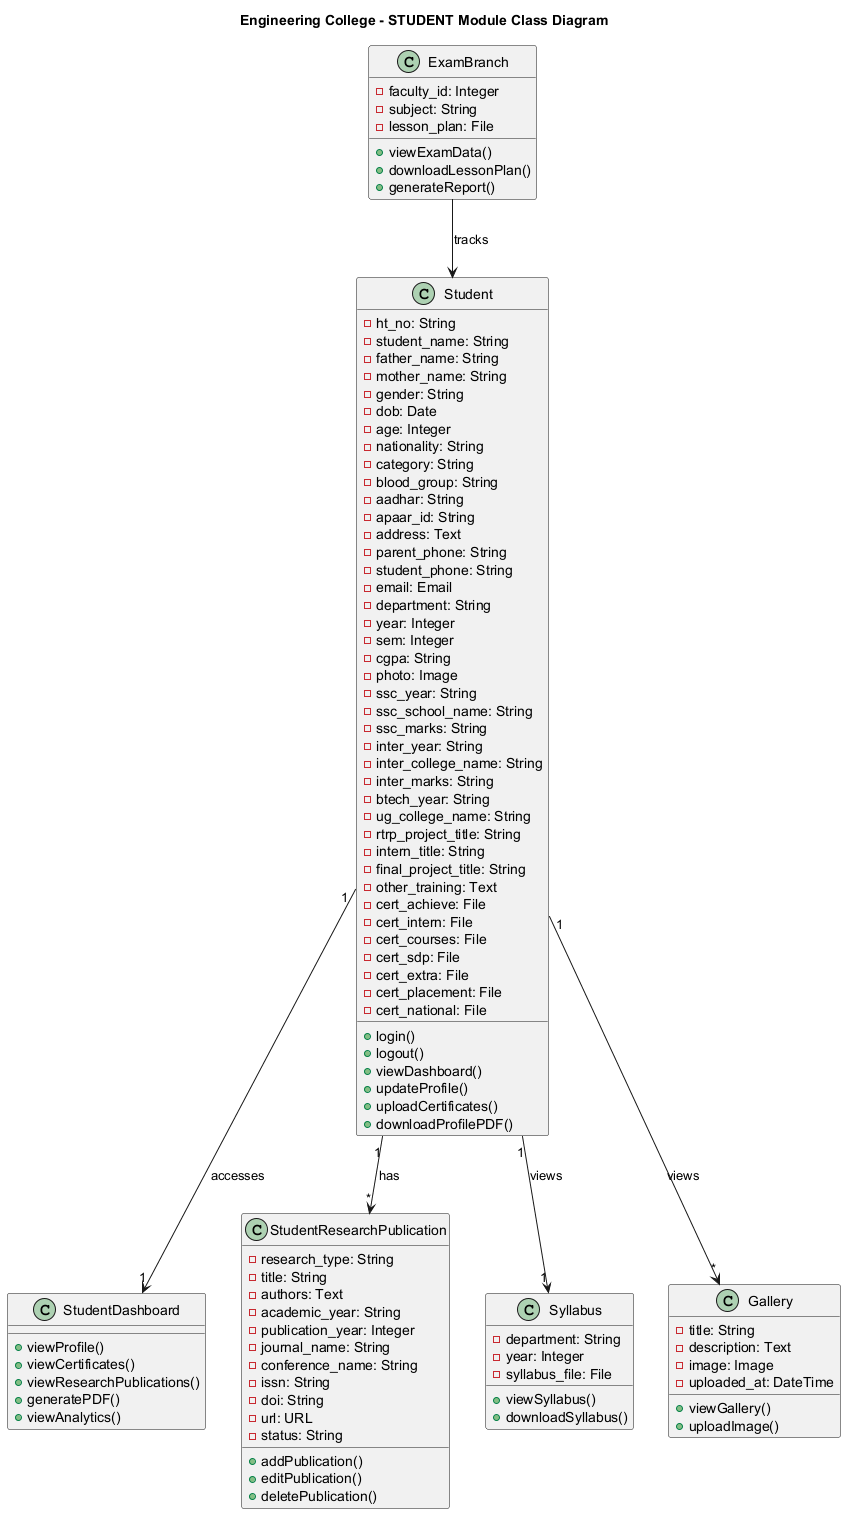 Engineering College - STUDENT Module Class Diagram
C ExamBranch
faculty_id: Integer
subject: String
lesson_plan: File
viewExamData()
downloadLessonPlan()
generateReport()
tracks
C Student
ht_no: String
student_name: String
father_name: String
mother_name: String
gender: String
dob: Date
age: Integer
nationality: String
category: String
blood_group: String
aadhar: String
apaar_id: String
address: Text
parent_phone: String
student_phone: String
email: Email
department: String
year: Integer
sem: Integer
cgpa: String
photo: Image
ssc_year: String
ssc_school_name: String
ssc_marks: String
inter_year: String
inter_college_name: String
inter_marks: String
btech_year: String
ug_college_name: String
rtrp_project_title: String
intern_title: String
final_project_title: String
other_training: Text
cert_achieve: File
cert_intern: File
cert_courses: File
cert_sdp: File
cert_extra: File
cert_placement: File
cert_national: File
login()
logout()
viewDashboard()
updateProfile()
uploadCertificates()
downloadProfilePDF()
1
accesses
1
1
has
*
1
views
1
1
views
*
C StudentDashboard
viewProfile()
viewCertificates()
viewResearchPublications()
generatePDF()
viewAnalytics()
C StudentResearchPublication
research_type: String
title: String
authors: Text
academic_year: String
publication_year: Integer
journal_name: String
conference_name: String
issn: String
doi: String
url: URL
status: String
addPublication()
editPublication()
deletePublication()
C Syllabus
department: String
year: Integer
syllabus_file: File
viewSyllabus()
downloadSyllabus()
C Gallery
title: String
description: Text
image: Image
uploaded_at: DateTime
viewGallery()
uploadImage()